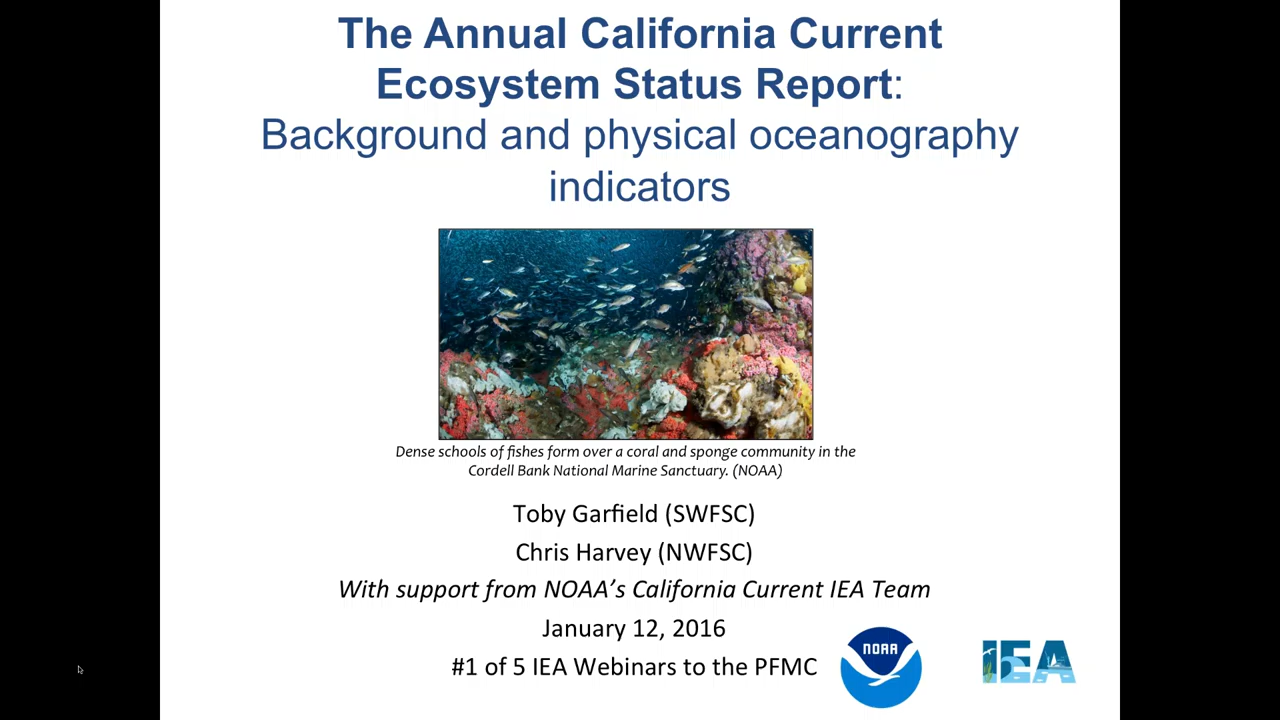 The Annual California Current
Ecosystem Status Report:
Background and physical oceanography
indicators
Dense schools of fishes form over a coral and sponge community in the
Cordell Bank National Marine Sanctuary. (NOAA)
Toby Garfield (SWFSC)
Chris Harvey (NWFSC)
With support from NOAA's California Current IEA Team
January 12, 2016
#1 of 5 IEA Webinars to the PFMC
NOAA
IEA